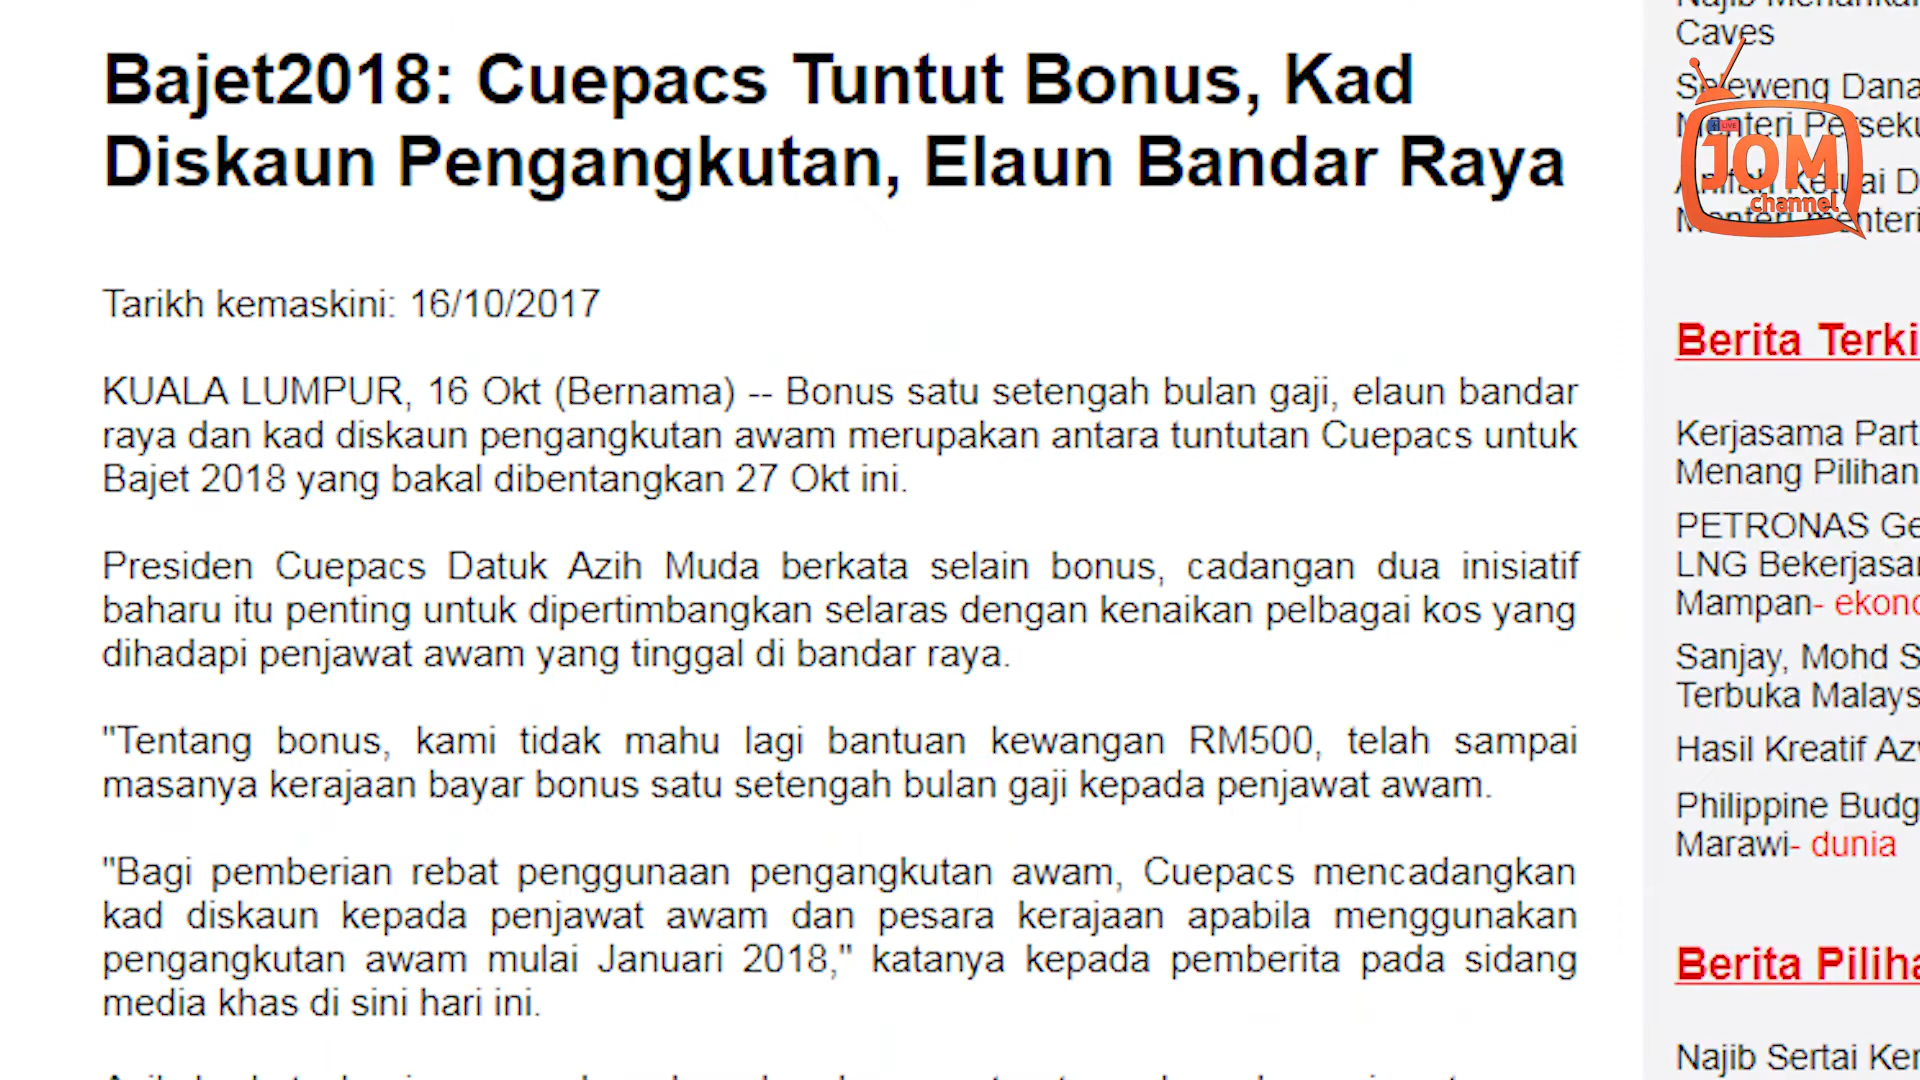 Bajet2018: Cuepacs Tuntut Bonus, Kad
Diskaun Pengangkutan, Elaun Bandar Raya
Tarikh kemaskini: 16/10/2017
KUALA LUMPUR, 16 Okt (Bernama) -- Bonus satu setengah bulan gaji, elaun bandar
raya dan kad diskaun pengangkutan awam merupakan antara tuntutan Cuepacs untuk
Bajet 2018 yang bakal dibentangkan 27 Okt ini.
Presiden Cuepacs Datuk Azih Muda berkata selain bonus, cadangan dua inisiatif
baharu itu penting untuk dipertimbangkan selaras dengan kenaikan pelbagai kos yang
dihadapi penjawat awam yang tinggal di bandar raya.
"Tentang bonus, kami tidak mahu lagi bantuan kewangan RM500, telah sampai
masanya kerajaan bayar bonus satu setengah bulan gaji kepada penjawat awam.
"Bagi pemberian rebat penggunaan pengangkutan awam, Cuepacs mencadangkan
kad diskaun kepada penjawat awam dan pesara kerajaan apabila menggunakan
pengangkutan awam mulai Januari 2018," katanya kepada pemberita pada sidang
media khas di sini hari ini.
Caves
Seleweng Dana
Menteri
LIVE
JOM
channel
Berita Terki
Kerjasama Part
Menang Pilihan
PETRONAS Ge
LNG Bekerjasa
Mampan- ekono
Sanjay, Mohd S
Terbuka Malays
Hasil Kreatif Az
Philippine Budg
Marawi- dunia
Berita Piliha
Najib Sertai Ker